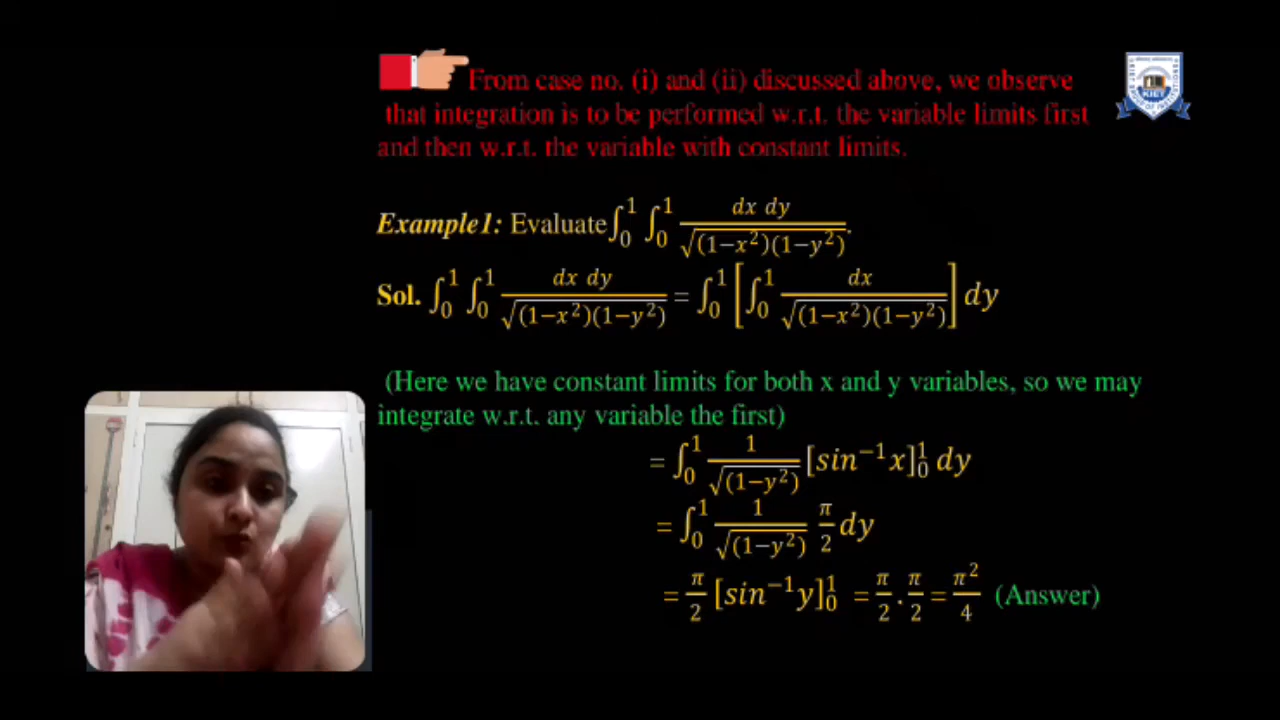 From case no. (i) and (ii) discussed above, we observe
that integration is to be performed w.r.t. the variable limits first
and then w.r.t. the variable with constant limits.
Example1: Evaluate ∫₀¹ ∫₀¹ dx dy / √((1−x²)(1−y²)).
Sol. ∫₀¹ ∫₀¹ dx dy / √((1−x²)(1−y²)) = ∫₀¹ [∫₀¹ dx / √((1−x²)(1−y²))] dy
(Here we have constant limits for both x and y variables, so we may
integrate w.r.t. any variable the first)
= ∫₀¹ 1/√((1−y²)) [sin⁻¹x]₀¹ dy
= ∫₀¹ 1/√((1−y²)) π/2 dy
= π/2 [sin⁻¹y]₀¹ = π/2 . π/2 = π²/4 (Answer)
KIET